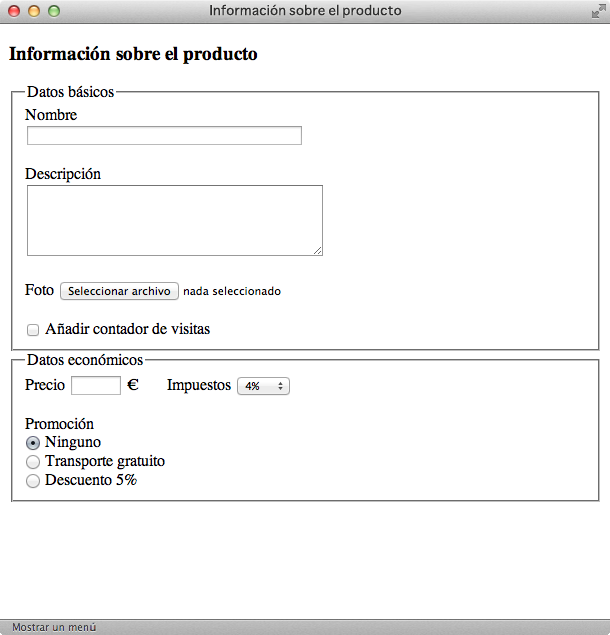 Información sobre el producto
Información sobre el producto
Datos básicos
Nombre
Descripción
Foto Seleccionar archivo nada seleccionado
Añadir contador de visitas
Datos económicos
Precio € Impuestos 4%
Promoción
Ninguno
Transporte gratuito
Descuento 5%
Mostrar un menú